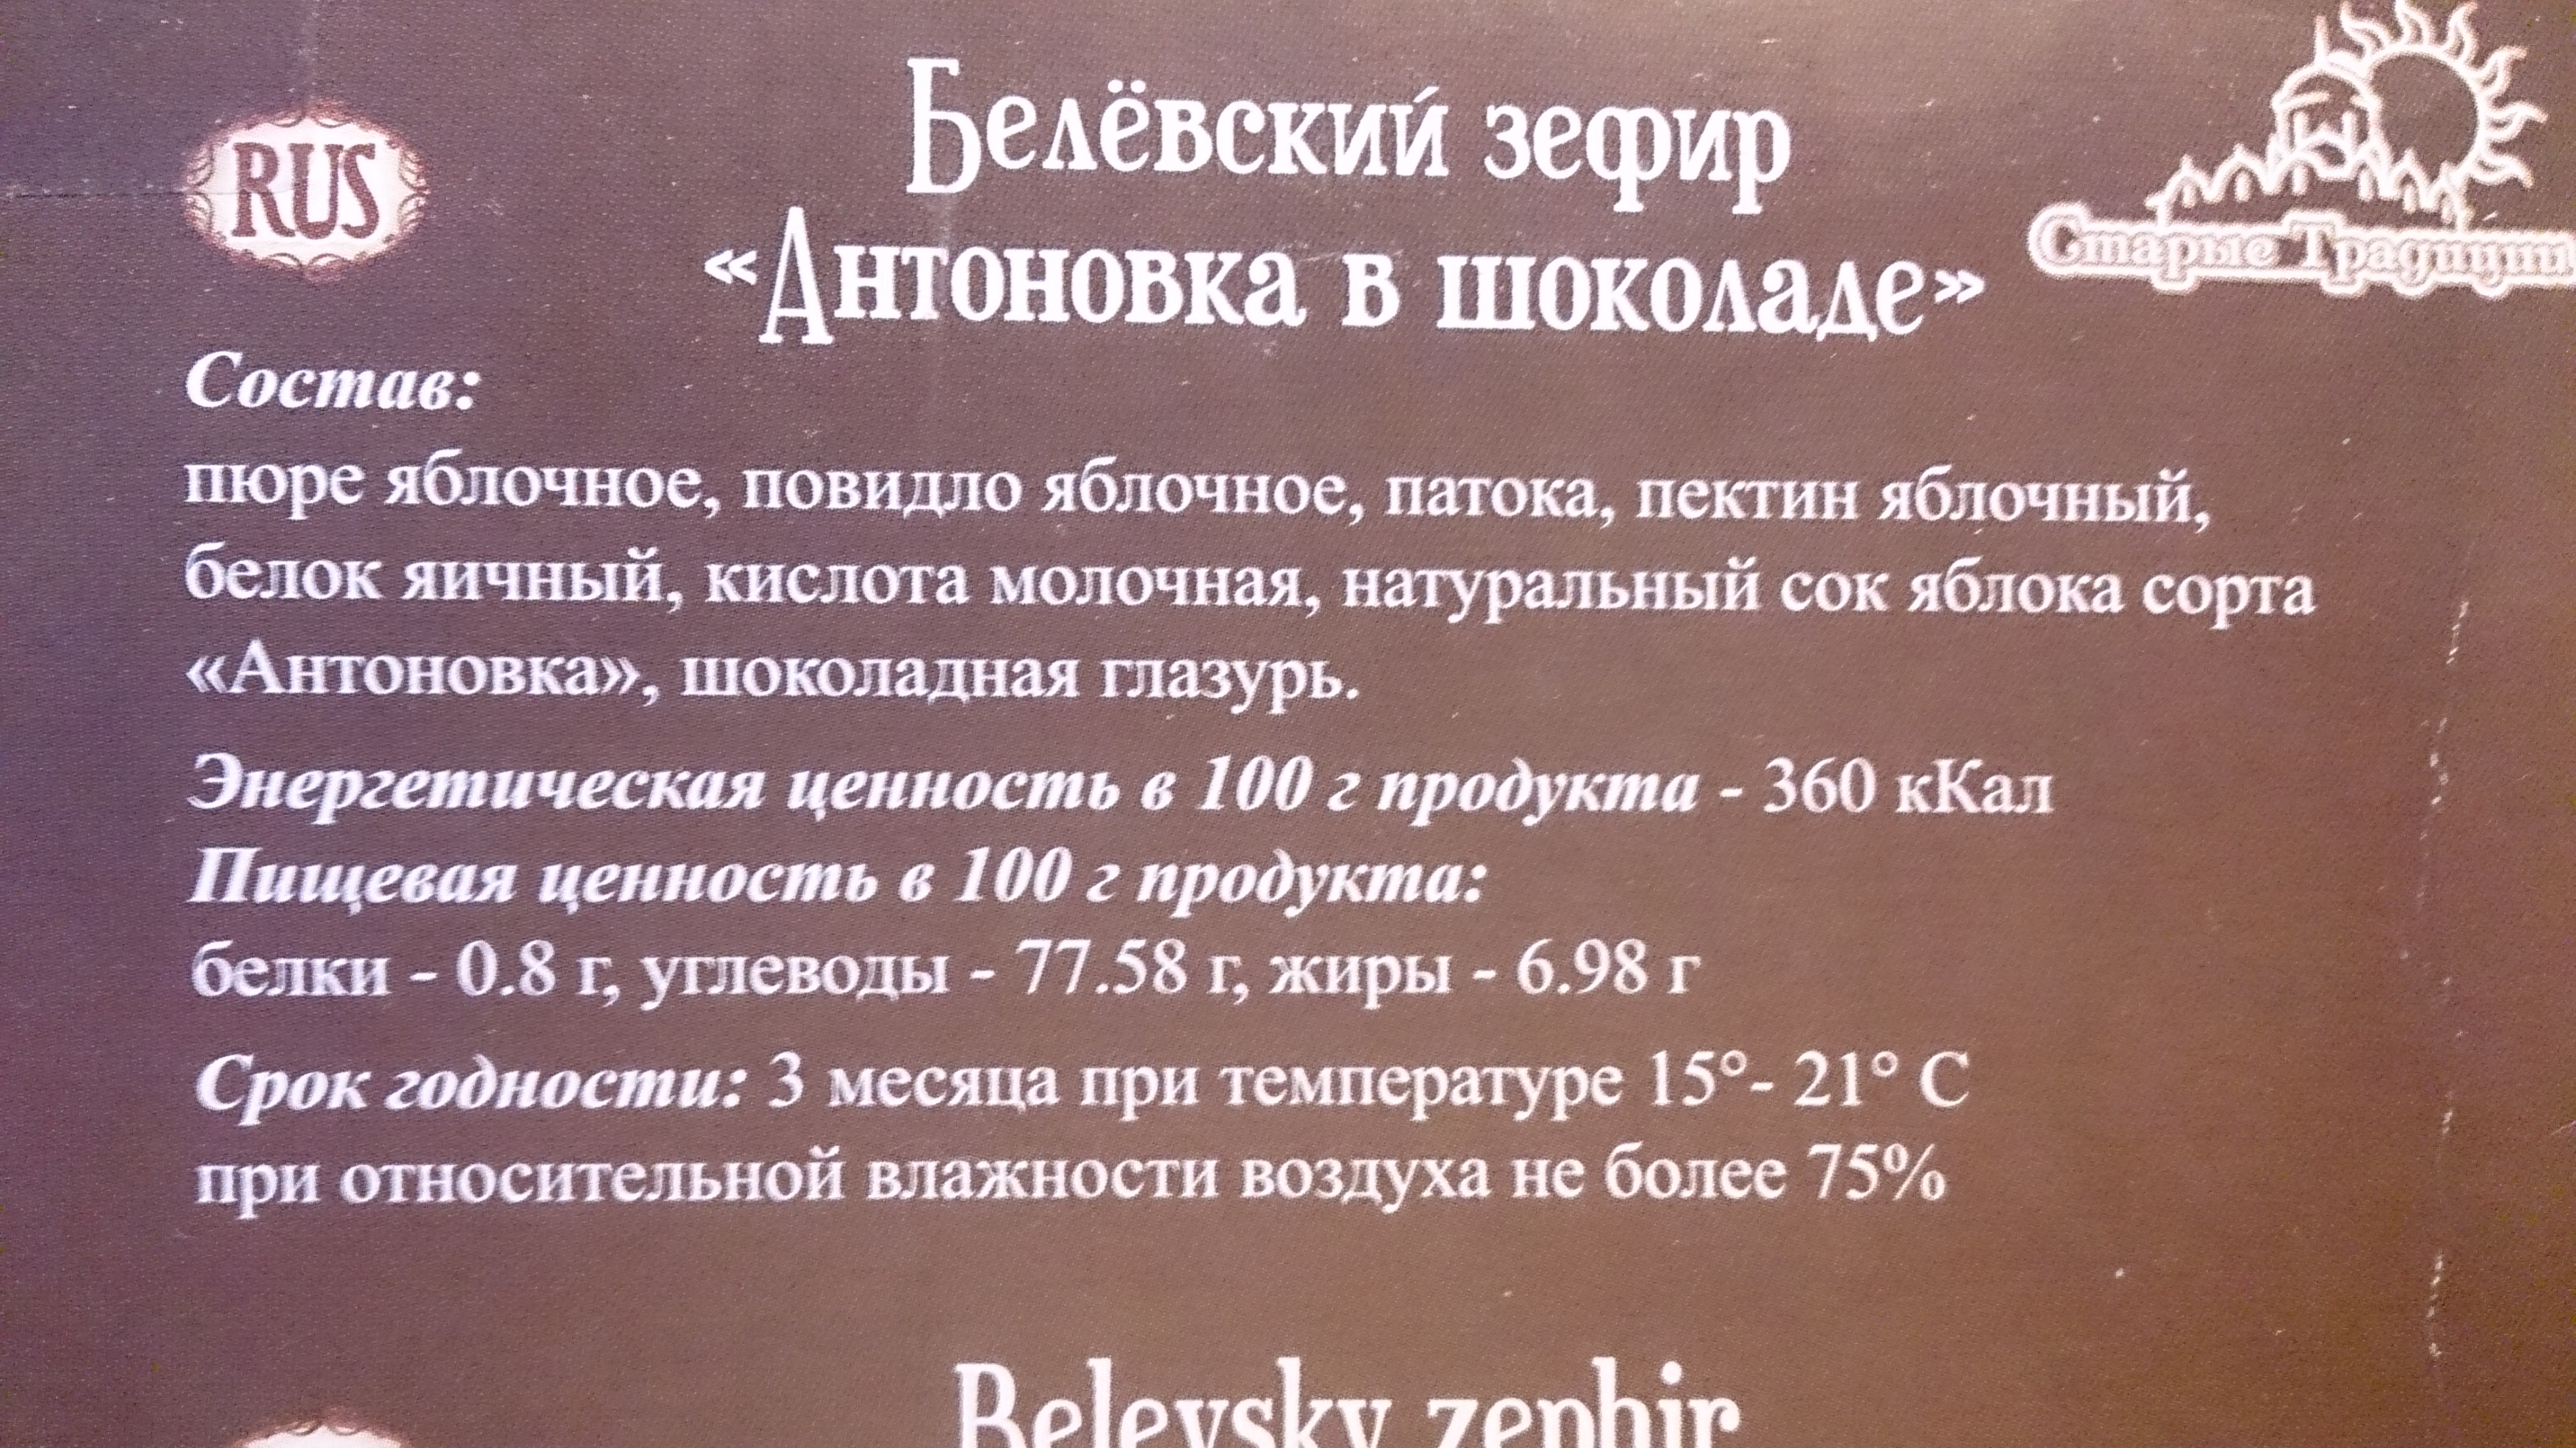 RUS
Белёвский зефир
«Антоновка в шоколаде»
Старые Традиции
Состав:
пюре яблочное, повидло яблочное, патока, пектин яблочный,
белок яичный, кислота молочная, натуральный сок яблока сорта
«Антоновка», шоколадная глазурь.
Энергетическая ценность в 100 г продукта - 360 кКал
Пищевая ценность в 100 г продукта:
белки - 0.8 г, углеводы - 77.58 г, жиры - 6.98 г
Срок годности: 3 месяца при температуре 15°- 21° С
при относительной влажности воздуха не более 75%
Belevsky zephir